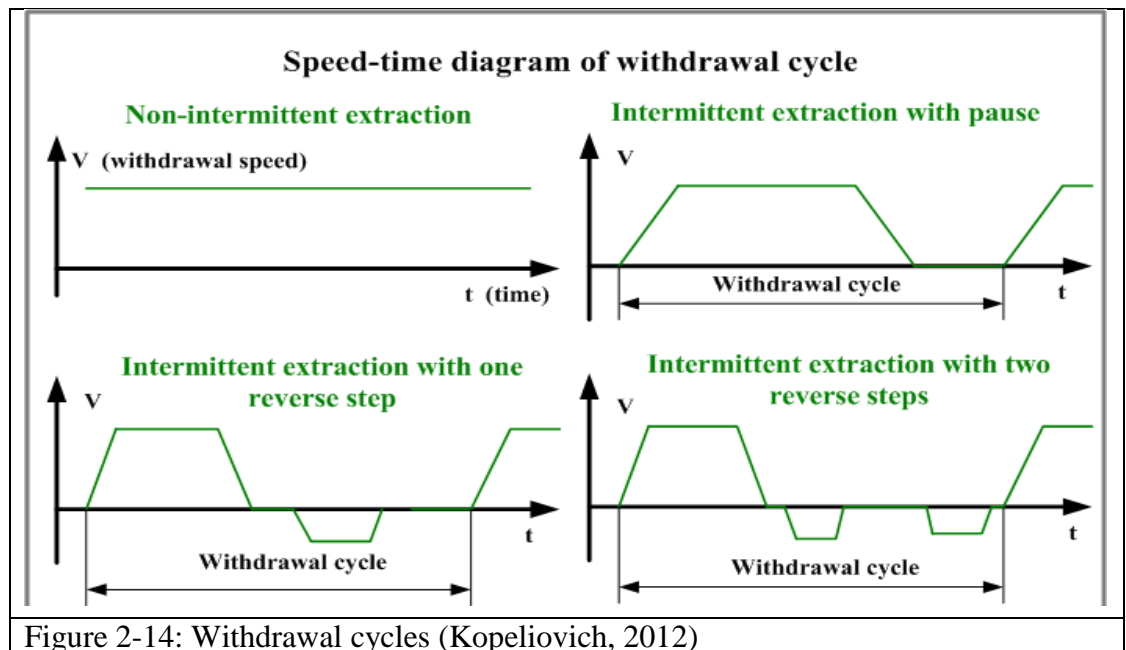 Speed-time diagram of withdrawal cycle
Non-intermittent extraction
V (withdrawal speed)
t (time)
Intermittent extraction with pause
V
Withdrawal cycle
t
Intermittent extraction with one
reverse step
V
t
Withdrawal cycle
Intermittent extraction with two
reverse steps
V
t
Withdrawal cycle
Figure 2-14: Withdrawal cycles (Kopeliovich, 2012)